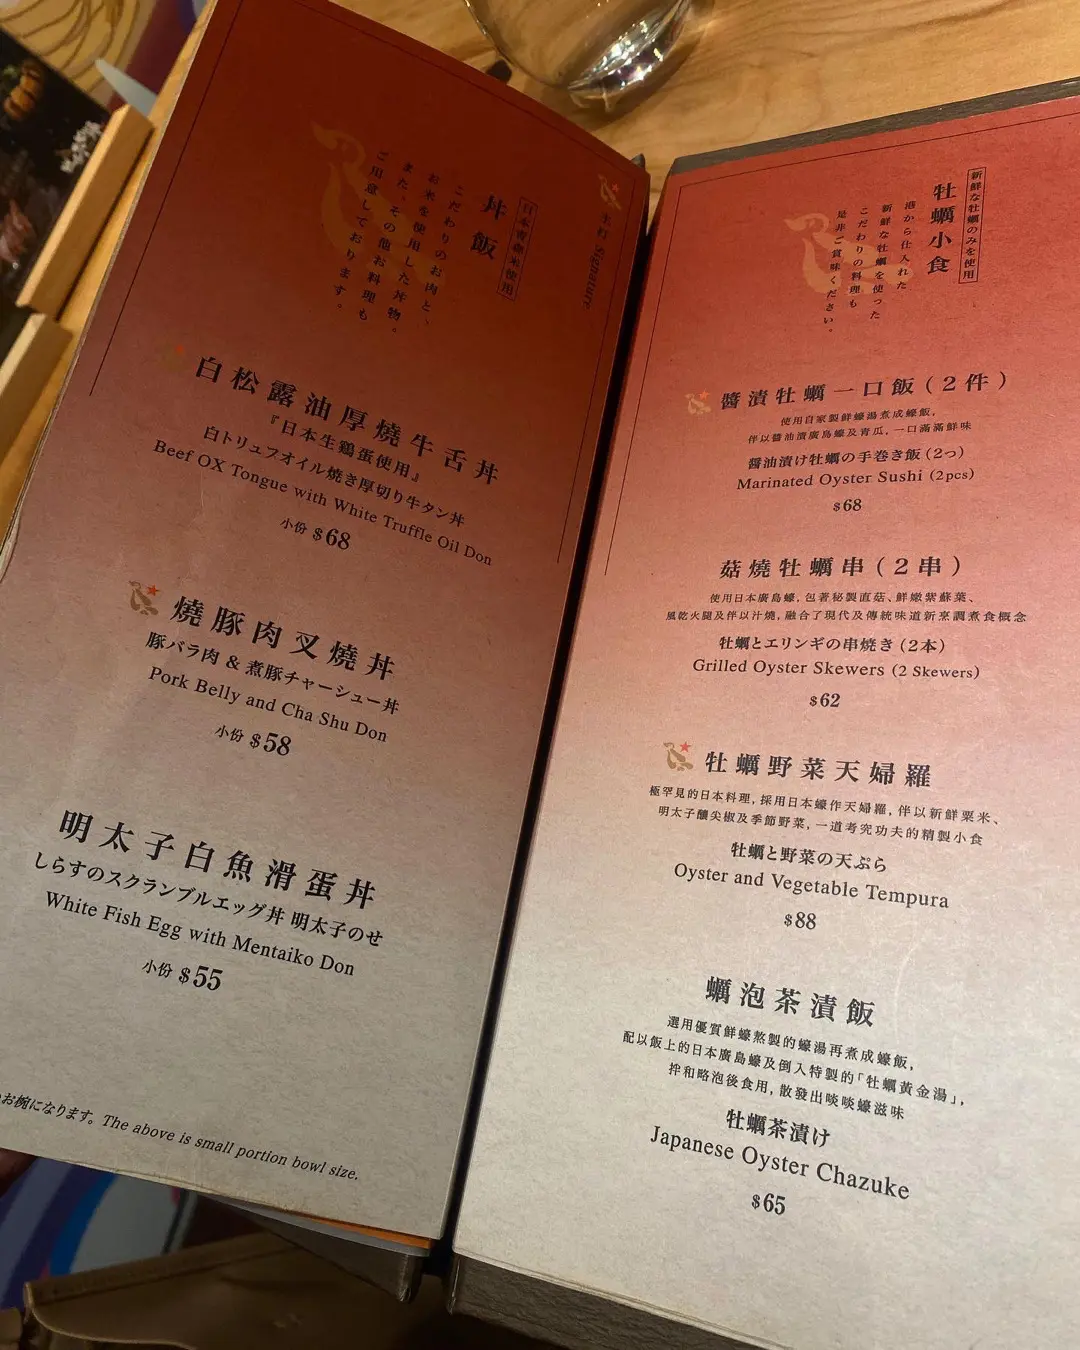 主打 Signature
日本青森米使用
丼飯
こだわりのお肉と、
お米を使用した丼物。
また、その他お料理も
ご用意しております。
白松露油厚燒牛舌丼
『日本生鶏蛋使用』
白トリュフオイル焼き厚切り牛タン丼
Beef OX Tongue with White Truffle Oil Don
小份 $68
燒豚肉叉燒丼
豚バラ肉 & 煮豚チャーシュー丼
Pork Belly and Cha Shu Don
小份 $58
明太子白魚滑蛋丼
しらすのスクランブルエッグ丼 明太子のせ
White Fish Egg with Mentaiko Don
小份 $55
お椀になります。The above is small portion bowl size.
新鮮な牡蠣のみを使用
牡蠣小食
港から仕入れた
新鮮な牡蠣を使った
こだわりの料理も
是非ご賞味ください。
醬漬牡蠣一口飯(2件)
使用自家製鮮蠔湯煮成蠔飯,
伴以醬油漬廣島蠔及青瓜,一口滿滿鮮味
醤油漬け牡蠣の手巻き飯(2つ)
Marinated Oyster Sushi (2pcs)
$68
菇燒牡蠣串(2串)
使用日本廣島蠔,包著秘製直菇、鮮嫩紫蘇葉、
風乾火腿及伴以汁燒,融合了現代及傳統味道新烹調煮食概念
牡蠣とエリンギの串焼き(2本)
Grilled Oyster Skewers (2 Skewers)
$62
牡蠣野菜天婦羅
極罕見的日本料理,採用日本蠔作天婦羅,伴以新鮮粟米、
明太子釀尖椒及季節野菜,一道考究功夫的精製小食
牡蠣と野菜の天ぷら
Oyster and Vegetable Tempura
$88
蠣泡茶漬飯
選用優質鮮蠔熬製的蠔湯再煮成蠔飯,
配以飯上的日本廣島蠔及倒入特製的「牡蠣黃金湯」,
拌和略泡後食用,散發出啖啖蠔滋味
牡蠣茶漬け
Japanese Oyster Chazuke
$65